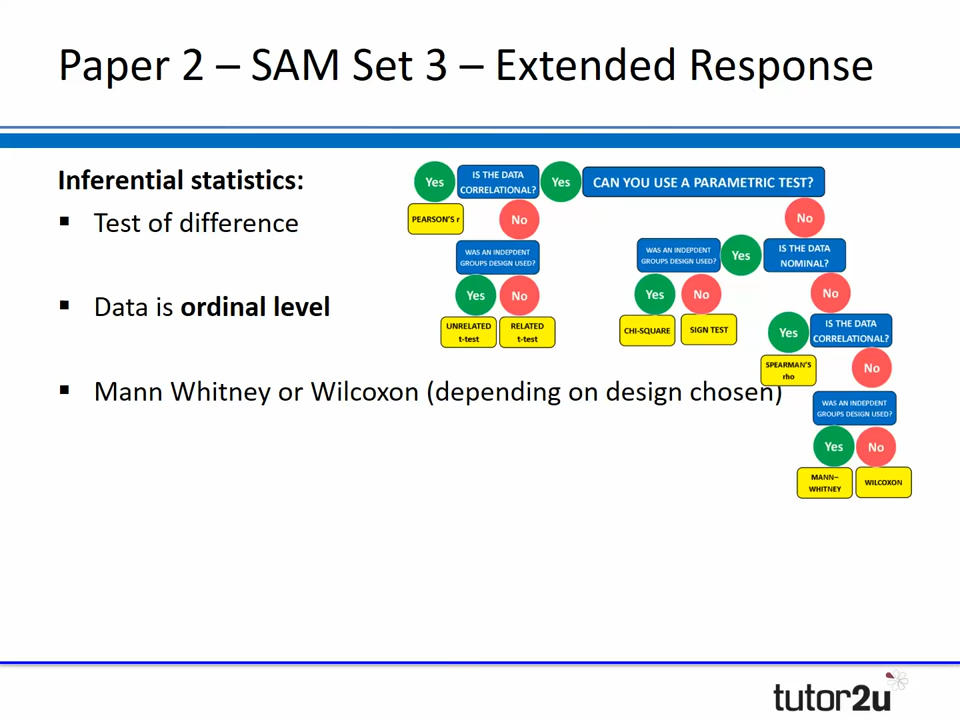 Paper 2 – SAM Set 3 – Extended Response
Inferential statistics:
▪ Test of difference
▪ Data is ordinal level
▪ Mann Whitney or Wilcoxon (depending on design chosen)
CAN YOU USE A PARAMETRIC TEST?
Yes
IS THE DATA
CORRELATIONAL?
Yes
PEARSON'S r
No
WAS AN INDEPDENT
GROUPS DESIGN USED?
Yes
No
UNRELATED
t-test
RELATED
t-test
No
IS THE DATA
NOMINAL?
Yes
WAS AN INDEPDENT
GROUPS DESIGN USED?
Yes
No
CHI-SQUARE
SIGN TEST
No
IS THE DATA
CORRELATIONAL?
Yes
SPEARMAN'S
rho
No
WAS AN INDEPDENT
GROUPS DESIGN USED?
Yes
No
MANN–
WHITNEY
WILCOXON
tutor2u